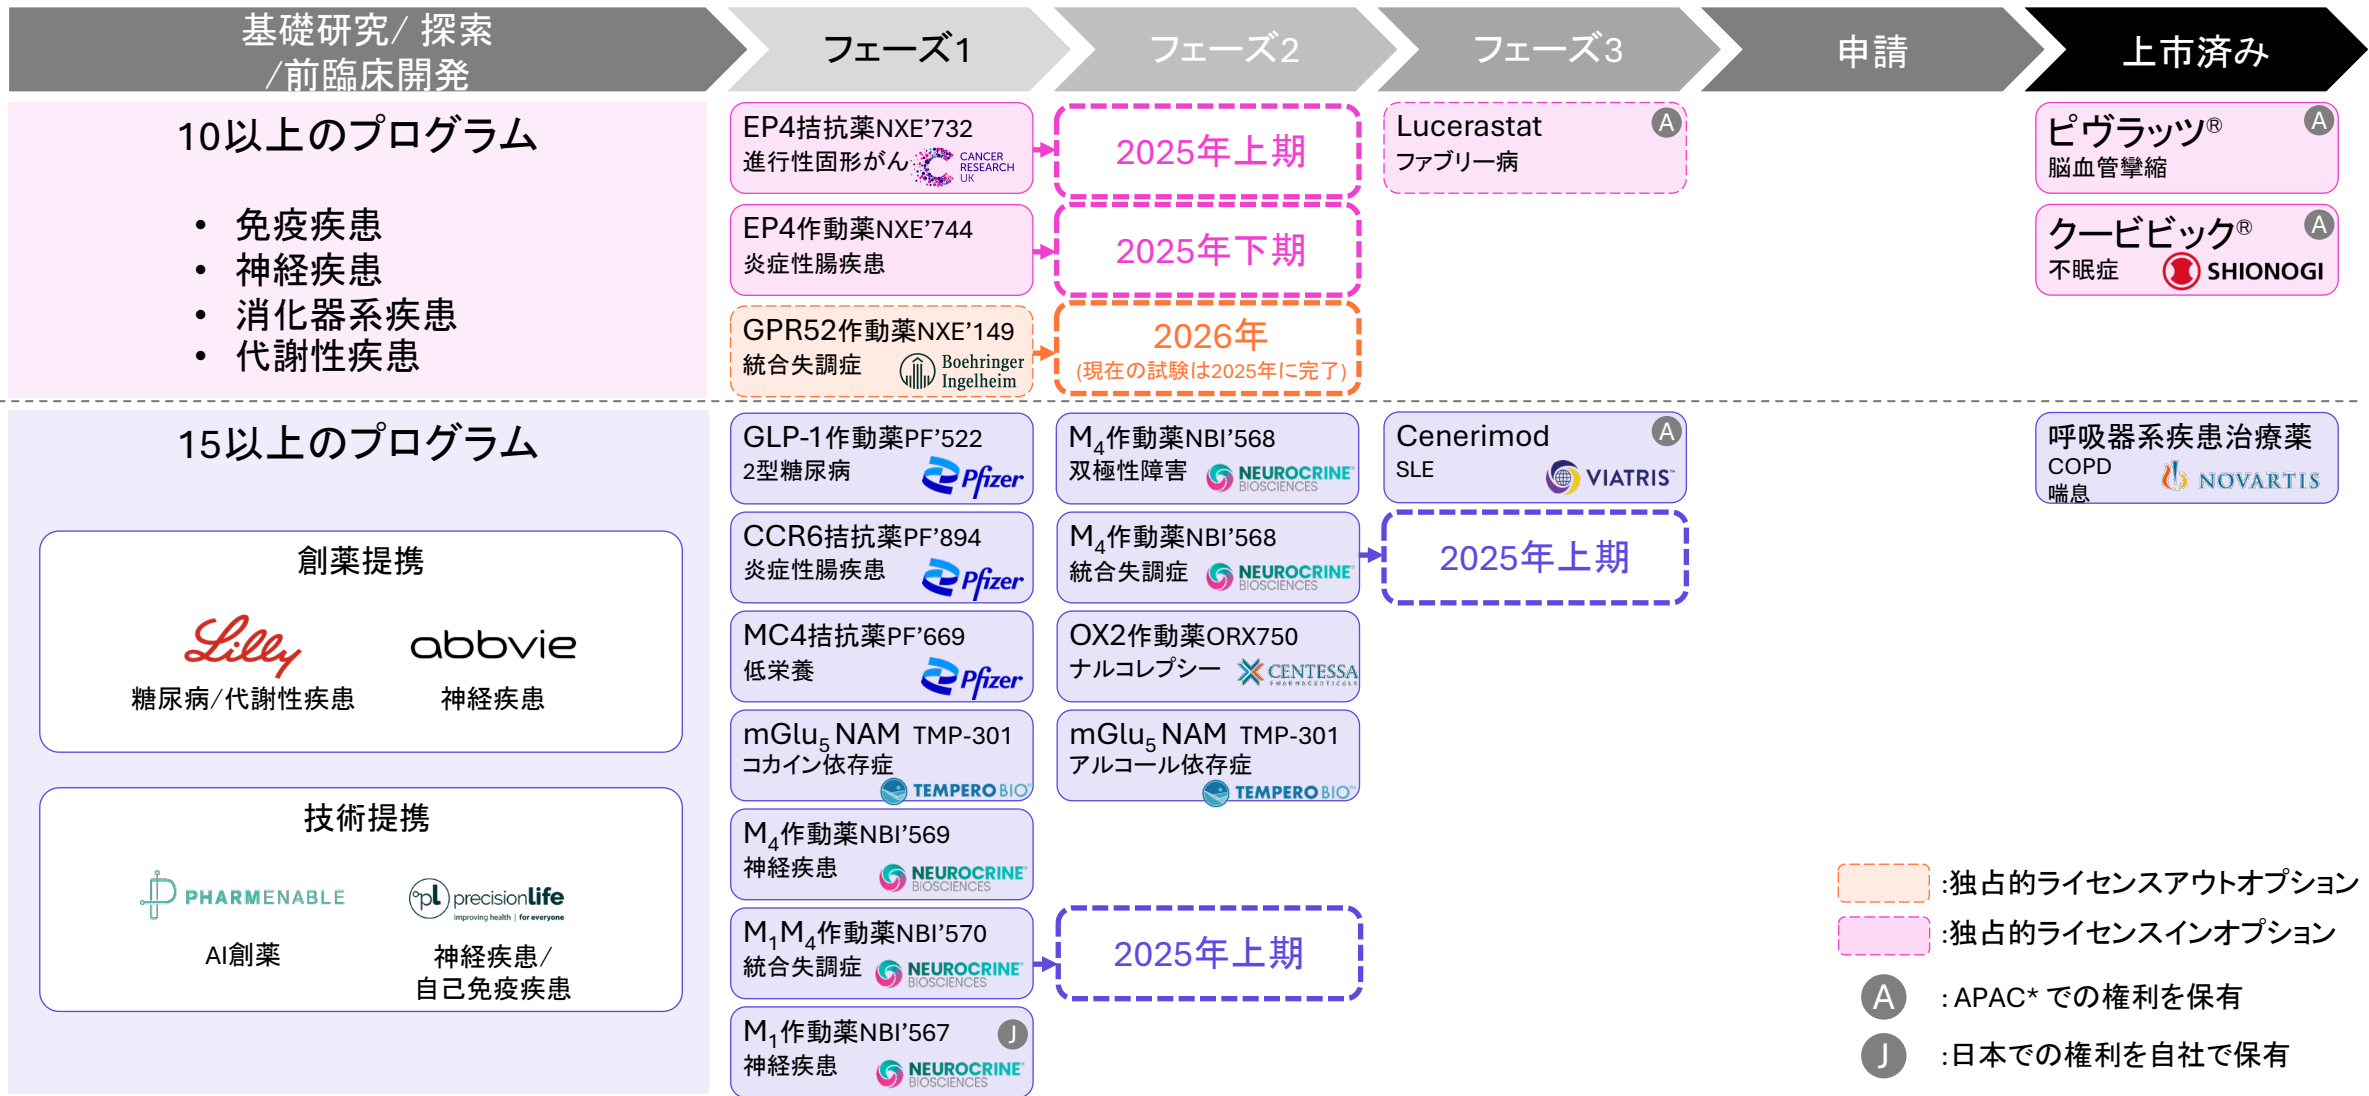 基礎研究/ 探索
/前臨床開発
フェーズ1
フェーズ2
フェーズ3
申請
上市済み
10以上のプログラム
• 免疫疾患
• 神経疾患
• 消化器系疾患
• 代謝性疾患
EP4拮抗薬NXE'732
進行性固形がん
CANCER
RESEARCH
UK
2025年上期
EP4作動薬NXE'744
炎症性腸疾患
2025年下期
GPR52作動薬NXE'149
統合失調症
Boehringer
Ingelheim
2026年
(現在の試験は2025年に完了)
Lucerastat
A
ファブリー病
ピヴラッツ®
A
脳血管攣縮
クービビック®
A
不眠症
SHIONOGI
15以上のプログラム
創薬提携
Lilly
糖尿病/代謝性疾患
abbvie
神経疾患
技術提携
PHARMENABLE
AI創薬
pl precisionlife
improving health | for everyone
神経疾患/
自己免疫疾患
GLP-1作動薬PF'522
2型糖尿病
Pfizer
CCR6拮抗薬PF'894
炎症性腸疾患
Pfizer
MC4拮抗薬PF'669
低栄養
Pfizer
mGlu5 NAM TMP-301
コカイン依存症
TEMPERO BIO
M4作動薬NBI'569
神経疾患
NEUROCRINE
BIOSCIENCES
M1M4作動薬NBI'570
統合失調症
NEUROCRINE
BIOSCIENCES
2025年上期
M1作動薬NBI'567
J
神経疾患
NEUROCRINE
BIOSCIENCES
M4作動薬NBI'568
双極性障害
NEUROCRINE
BIOSCIENCES
M4作動薬NBI'568
統合失調症
NEUROCRINE
BIOSCIENCES
2025年上期
OX2作動薬ORX750
ナルコレプシー
CENTESSA
PHARMACEUTICALS
mGlu5 NAM TMP-301
アルコール依存症
TEMPERO BIO
Cenerimod
A
SLE
VIATRIS
呼吸器系疾患治療薬
COPD
喘息
NOVARTIS
:独占的ライセンスアウトオプション
:独占的ライセンスインオプション
A : APAC* での権利を保有
J :日本での権利を自社で保有